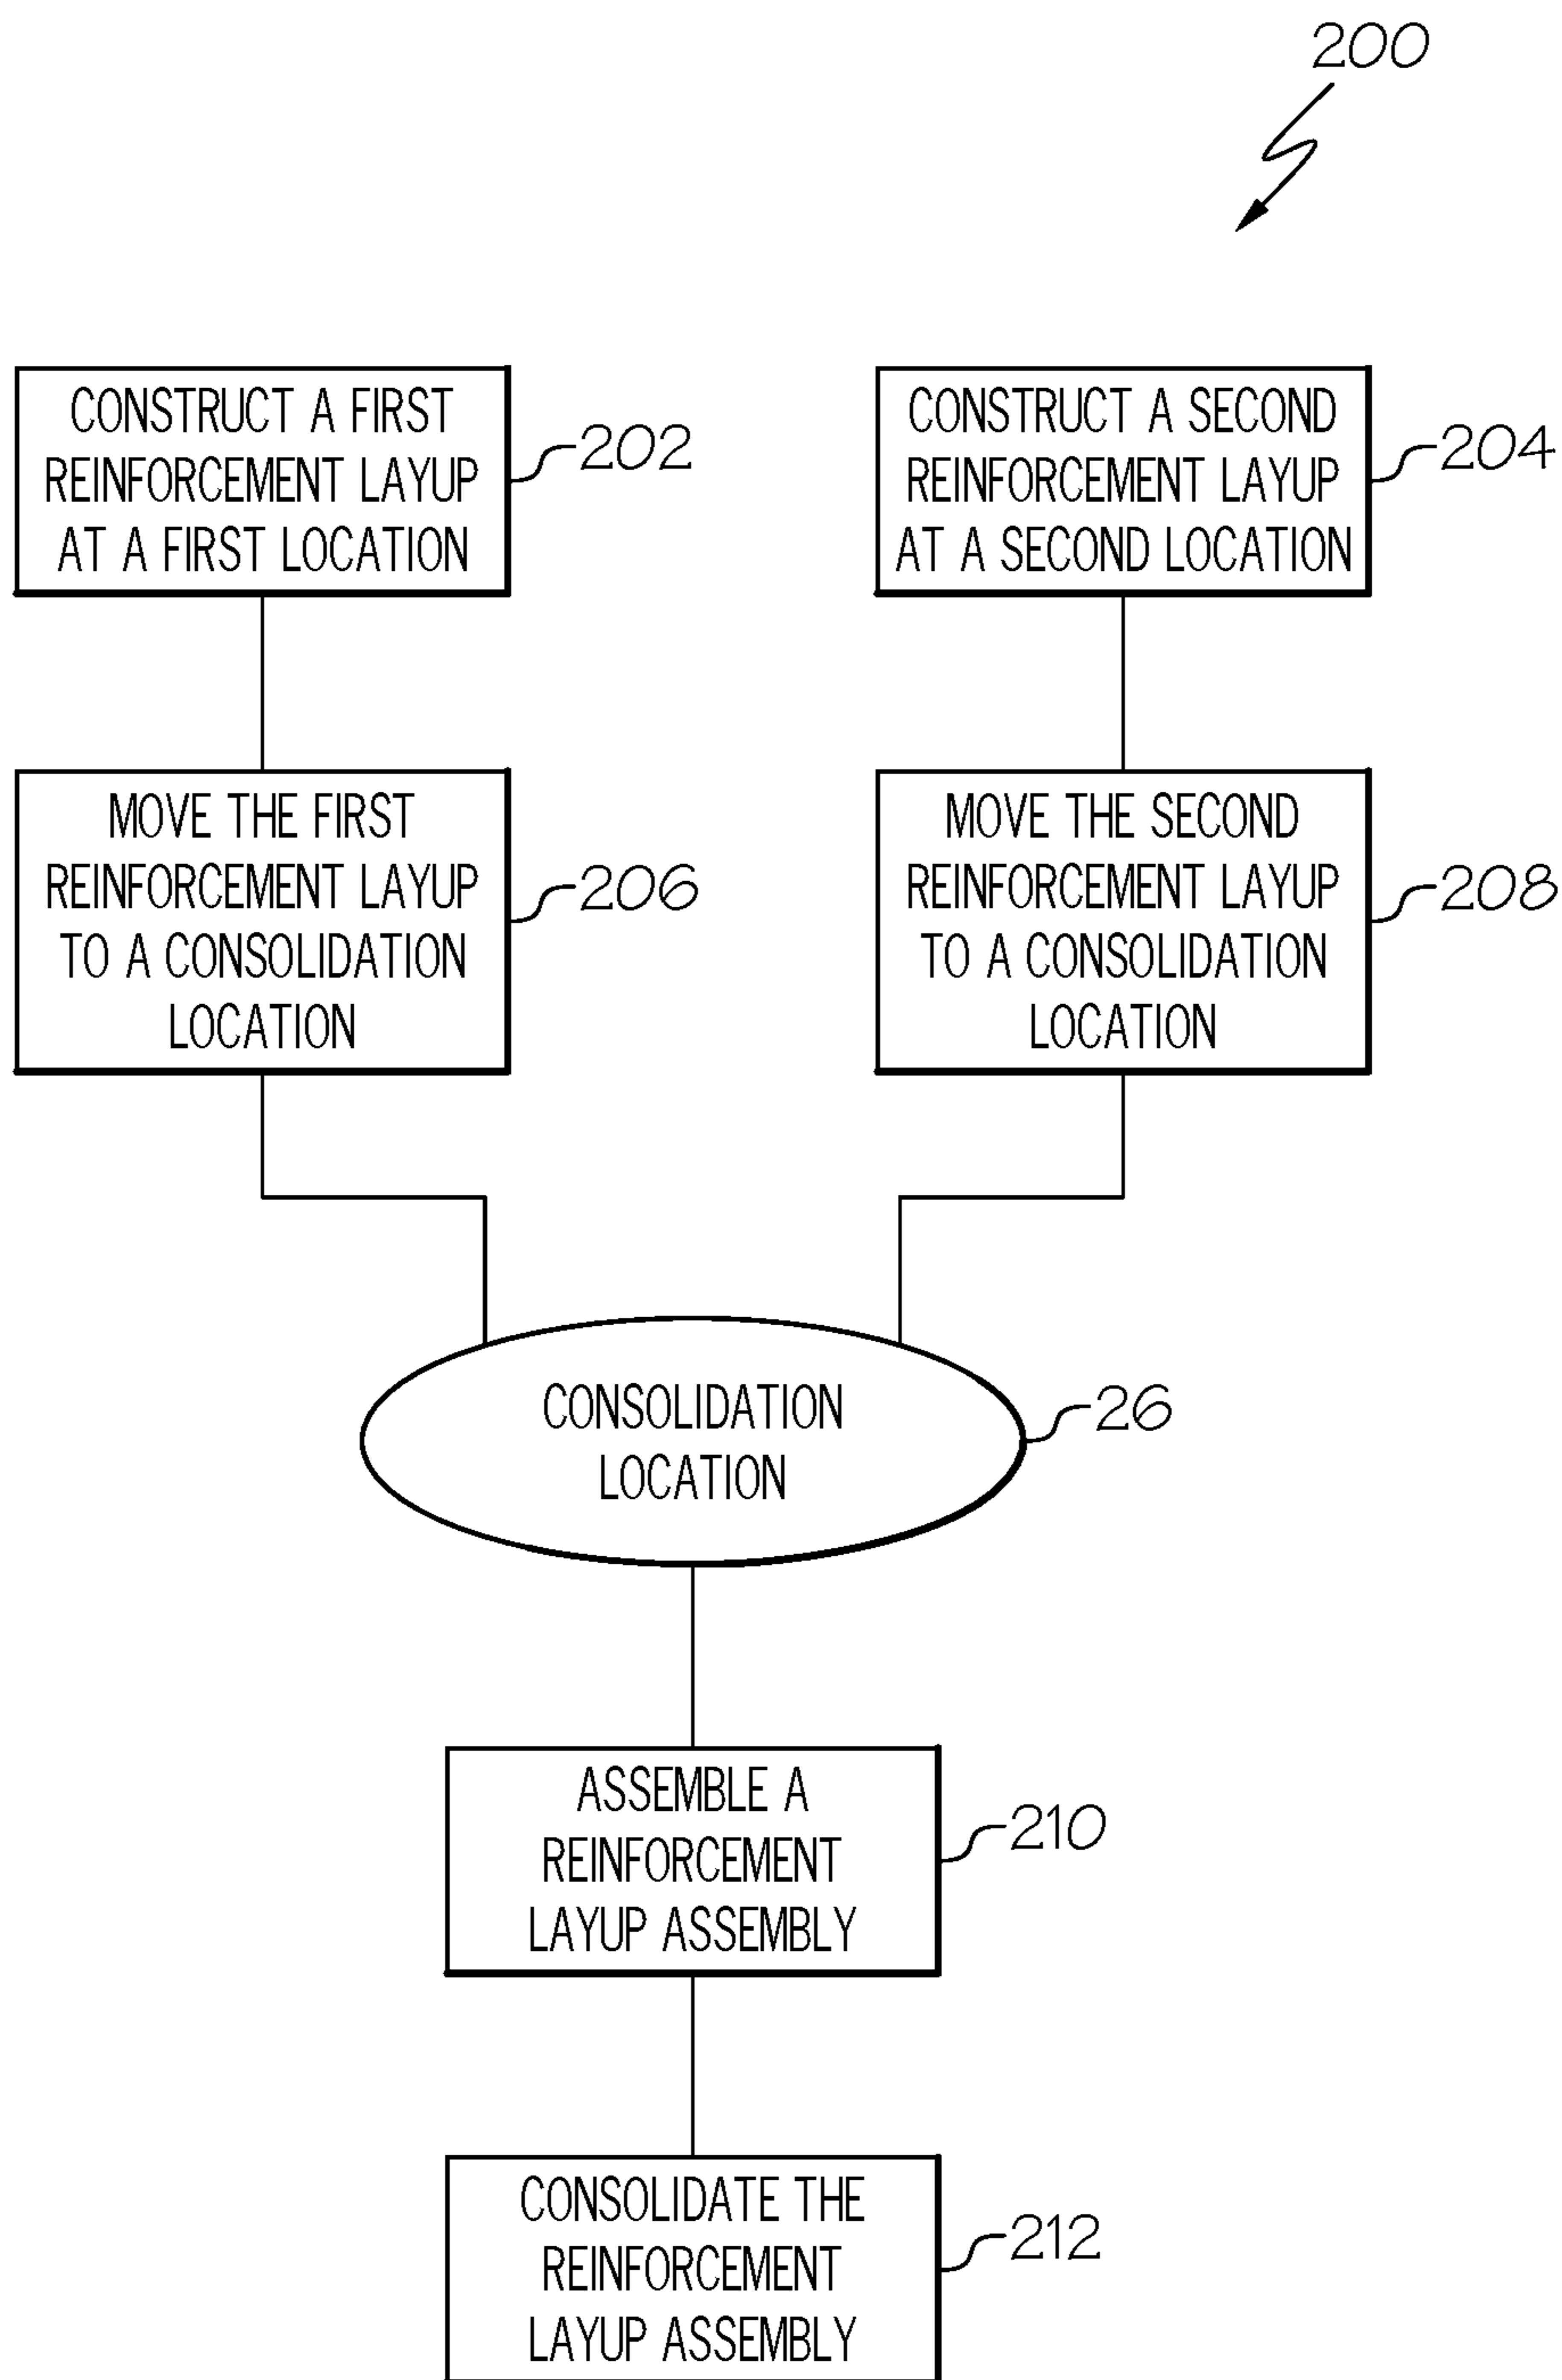 200
CONSTRUCT A FIRST
REINFORCEMENT LAYUP
AT A FIRST LOCATION
202
CONSTRUCT A SECOND
REINFORCEMENT LAYUP
AT A SECOND LOCATION
204
MOVE THE FIRST
REINFORCEMENT LAYUP
TO A CONSOLIDATION
LOCATION
206
MOVE THE SECOND
REINFORCEMENT LAYUP
TO A CONSOLIDATION
LOCATION
208
CONSOLIDATION
LOCATION
26
ASSEMBLE A
REINFORCEMENT
LAYUP ASSEMBLY
210
CONSOLIDATE THE
REINFORCEMENT
LAYUP ASSEMBLY
212